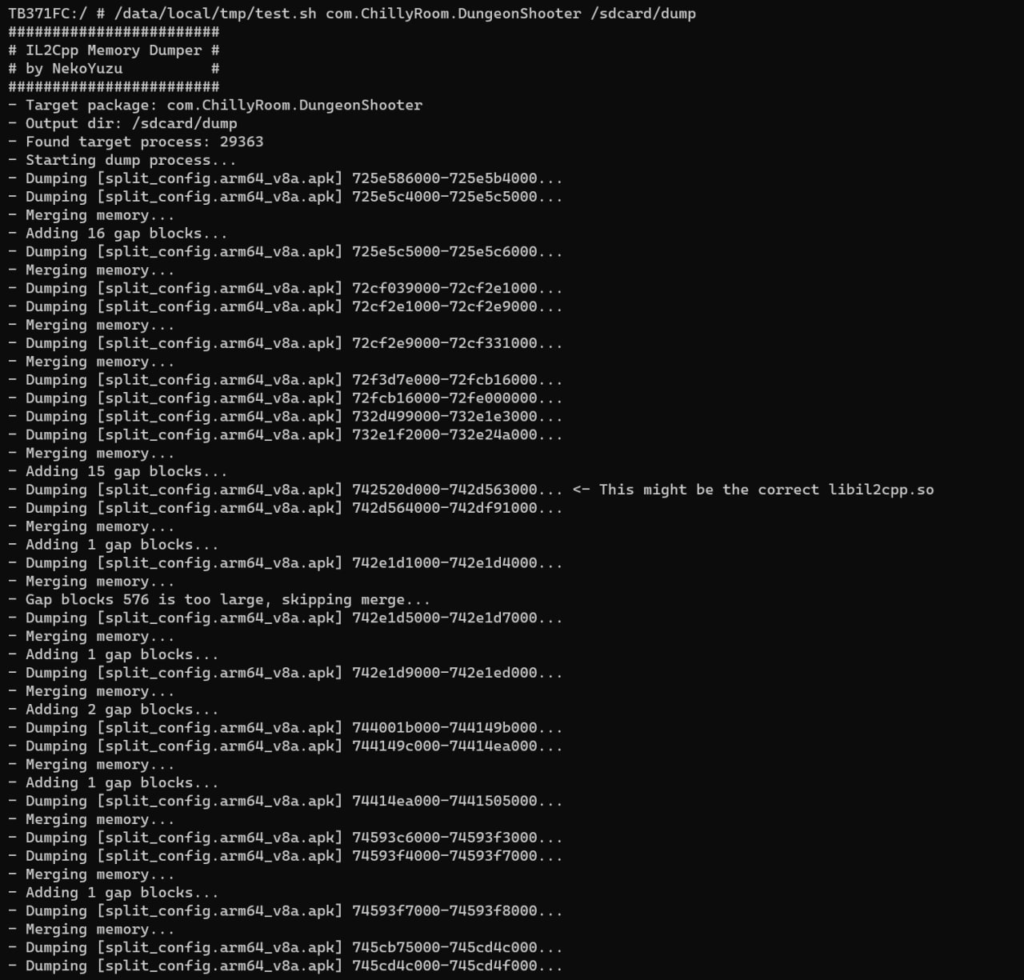 TB371FC:/ # /data/local/tmp/test.sh com.ChillyRoom.DungeonShooter /sdcard/dump
########################
# IL2Cpp Memory Dumper #
# by NekoYuzu          #
########################
- Target package: com.ChillyRoom.DungeonShooter
- Output dir: /sdcard/dump
- Found target process: 29363
- Starting dump process...
- Dumping [split_config.arm64_v8a.apk] 725e586000-725e5b4000...
- Dumping [split_config.arm64_v8a.apk] 725e5c4000-725e5c5000...
- Merging memory...
- Adding 16 gap blocks...
- Dumping [split_config.arm64_v8a.apk] 725e5c5000-725e5c6000...
- Merging memory...
- Dumping [split_config.arm64_v8a.apk] 72cf039000-72cf2e1000...
- Dumping [split_config.arm64_v8a.apk] 72cf2e1000-72cf2e9000...
- Merging memory...
- Dumping [split_config.arm64_v8a.apk] 72cf2e9000-72cf331000...
- Merging memory...
- Dumping [split_config.arm64_v8a.apk] 72f3d7e000-72fcb16000...
- Dumping [split_config.arm64_v8a.apk] 72fcb16000-72fe000000...
- Dumping [split_config.arm64_v8a.apk] 732d499000-732e1e3000...
- Dumping [split_config.arm64_v8a.apk] 732e1f2000-732e24a000...
- Merging memory...
- Adding 15 gap blocks...
- Dumping [split_config.arm64_v8a.apk] 742520d000-742d563000... <- This might be the correct libil2cpp.so
- Dumping [split_config.arm64_v8a.apk] 742d564000-742df91000...
- Merging memory...
- Adding 1 gap blocks...
- Dumping [split_config.arm64_v8a.apk] 742e1d1000-742e1d4000...
- Merging memory...
- Gap blocks 576 is too large, skipping merge...
- Dumping [split_config.arm64_v8a.apk] 742e1d5000-742e1d7000...
- Merging memory...
- Adding 1 gap blocks...
- Dumping [split_config.arm64_v8a.apk] 742e1d9000-742e1ed000...
- Merging memory...
- Adding 2 gap blocks...
- Dumping [split_config.arm64_v8a.apk] 744001b000-744149b000...
- Dumping [split_config.arm64_v8a.apk] 744149c000-74414ea000...
- Merging memory...
- Adding 1 gap blocks...
- Dumping [split_config.arm64_v8a.apk] 74414ea000-7441505000...
- Merging memory...
- Dumping [split_config.arm64_v8a.apk] 74593c6000-74593f3000...
- Dumping [split_config.arm64_v8a.apk] 74593f4000-74593f7000...
- Merging memory...
- Adding 1 gap blocks...
- Dumping [split_config.arm64_v8a.apk] 74593f7000-74593f8000...
- Merging memory...
- Dumping [split_config.arm64_v8a.apk] 745cb75000-745cd4c000...
- Dumping [split_config.arm64_v8a.apk] 745cd4c000-745cd4f000...